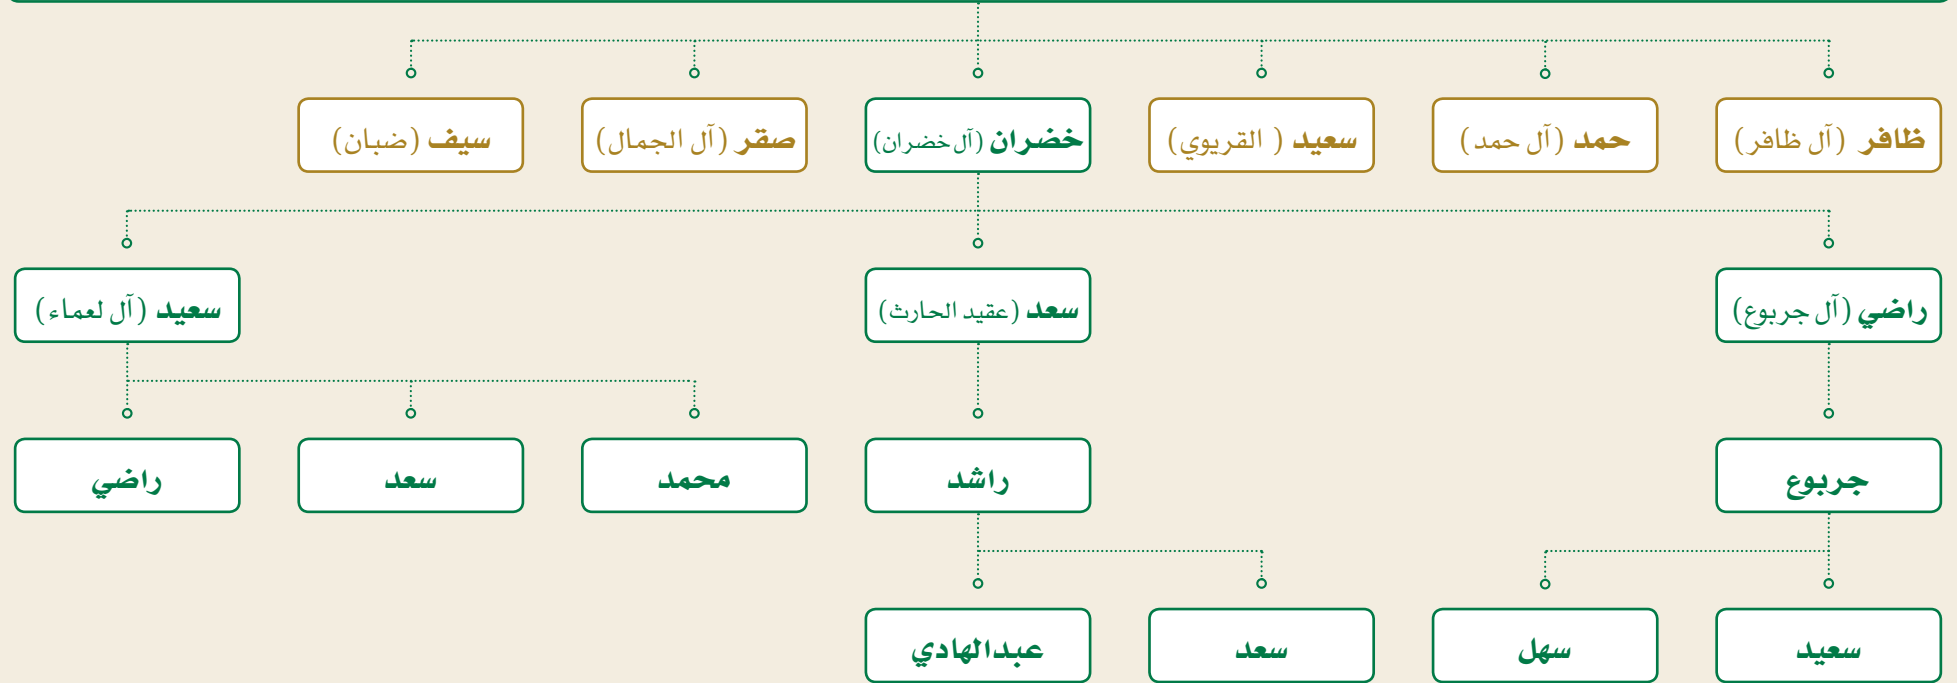 ظافر (آل ظافر)
حمد (آل حمد)
سعيد ( القريوي)
خضران (آل خضران)
صقر (آل الجمال)
سيف (ضبان)
راضي (آل جربوع)
سعد (عقيد الحارث)
سعيد (آل لعماء)
جربوع
راشد
محمد
سعد
راضي
سعيد
سهل
سعد
عبدالهادي